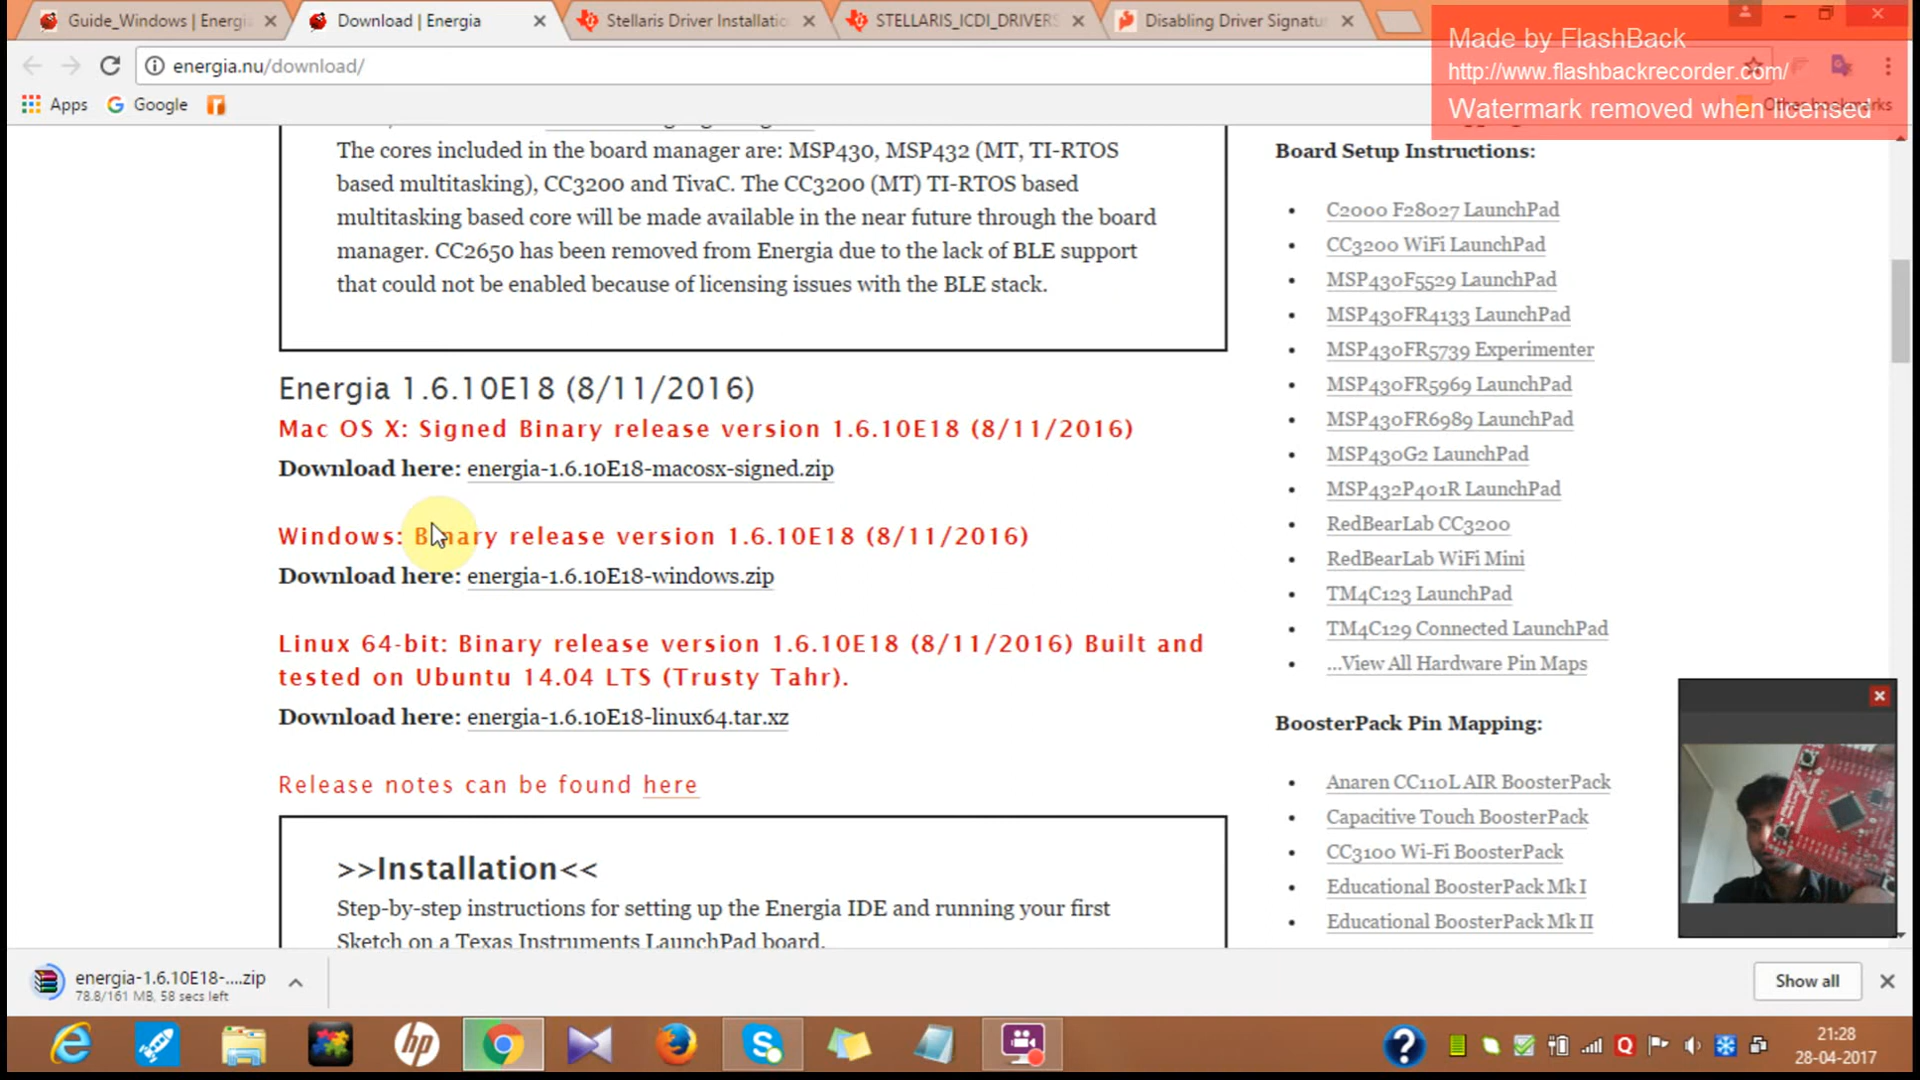 Guide_Windows | Energi
Download | Energia
Stellaris Driver Installatio
STELLARIS_ICDI_DRIVERS
Disabling Driver Signatu
Made by FlashBack
http://www.flashbackrecorder.com/
Watermark removed when licensed
energia.nu/download/
Apps
Google
Other bookmarks
The cores included in the board manager are: MSP430, MSP432 (MT, TI-RTOS
based multitasking), CC3200 and TivaC. The CC3200 (MT) TI-RTOS based
multitasking based core will be made available in the near future through the board
manager. CC2650 has been removed from Energia due to the lack of BLE support
that could not be enabled because of licensing issues with the BLE stack.
Energia 1.6.10E18 (8/11/2016)
Mac OS X: Signed Binary release version 1.6.10E18 (8/11/2016)
Download here: energia-1.6.10E18-macosx-signed.zip
Windows: Binary release version 1.6.10E18 (8/11/2016)
Download here: energia-1.6.10E18-windows.zip
Linux 64-bit: Binary release version 1.6.10E18 (8/11/2016) Built and
tested on Ubuntu 14.04 LTS (Trusty Tahr).
Download here: energia-1.6.10E18-linux64.tar.xz
Release notes can be found here
>>Installation<<
Step-by-step instructions for setting up the Energia IDE and running your first
Sketch on a Texas Instruments LaunchPad board.
Board Setup Instructions:
• C2000 F28027 LaunchPad
• CC3200 WiFi LaunchPad
• MSP430F5529 LaunchPad
• MSP430FR4133 LaunchPad
• MSP430FR5739 Experimenter
• MSP430FR5969 LaunchPad
• MSP430FR6989 LaunchPad
• MSP430G2 LaunchPad
• MSP432P401R LaunchPad
• RedBearLab CC3200
• RedBearLab WiFi Mini
• TM4C123 LaunchPad
• TM4C129 Connected LaunchPad
• ...View All Hardware Pin Maps
BoosterPack Pin Mapping:
• Anaren CC110L AIR BoosterPack
• Capacitive Touch BoosterPack
• CC3100 Wi-Fi BoosterPack
• Educational BoosterPack Mk I
• Educational BoosterPack Mk II
energia-1.6.10E18-....zip
78.8/161 MB, 58 secs left
Show all
hp
21:28
28-04-2017